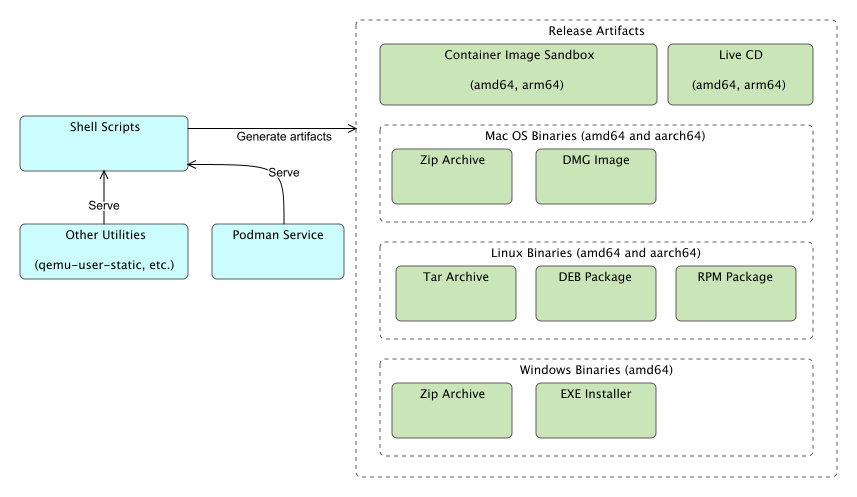 Release Artifacts
Container Image Sandbox
(amd64, arm64)
Live CD
(amd64, arm64)
Shell Scripts
Generate artifacts
Mac OS Binaries (amd64 and aarch64)
Zip Archive
DMG Image
Serve
Serve
Other Utilities
(qemu-user-static, etc.)
Podman Service
Linux Binaries (amd64 and aarch64)
Tar Archive
DEB Package
RPM Package
Windows Binaries (amd64)
Zip Archive
EXE Installer